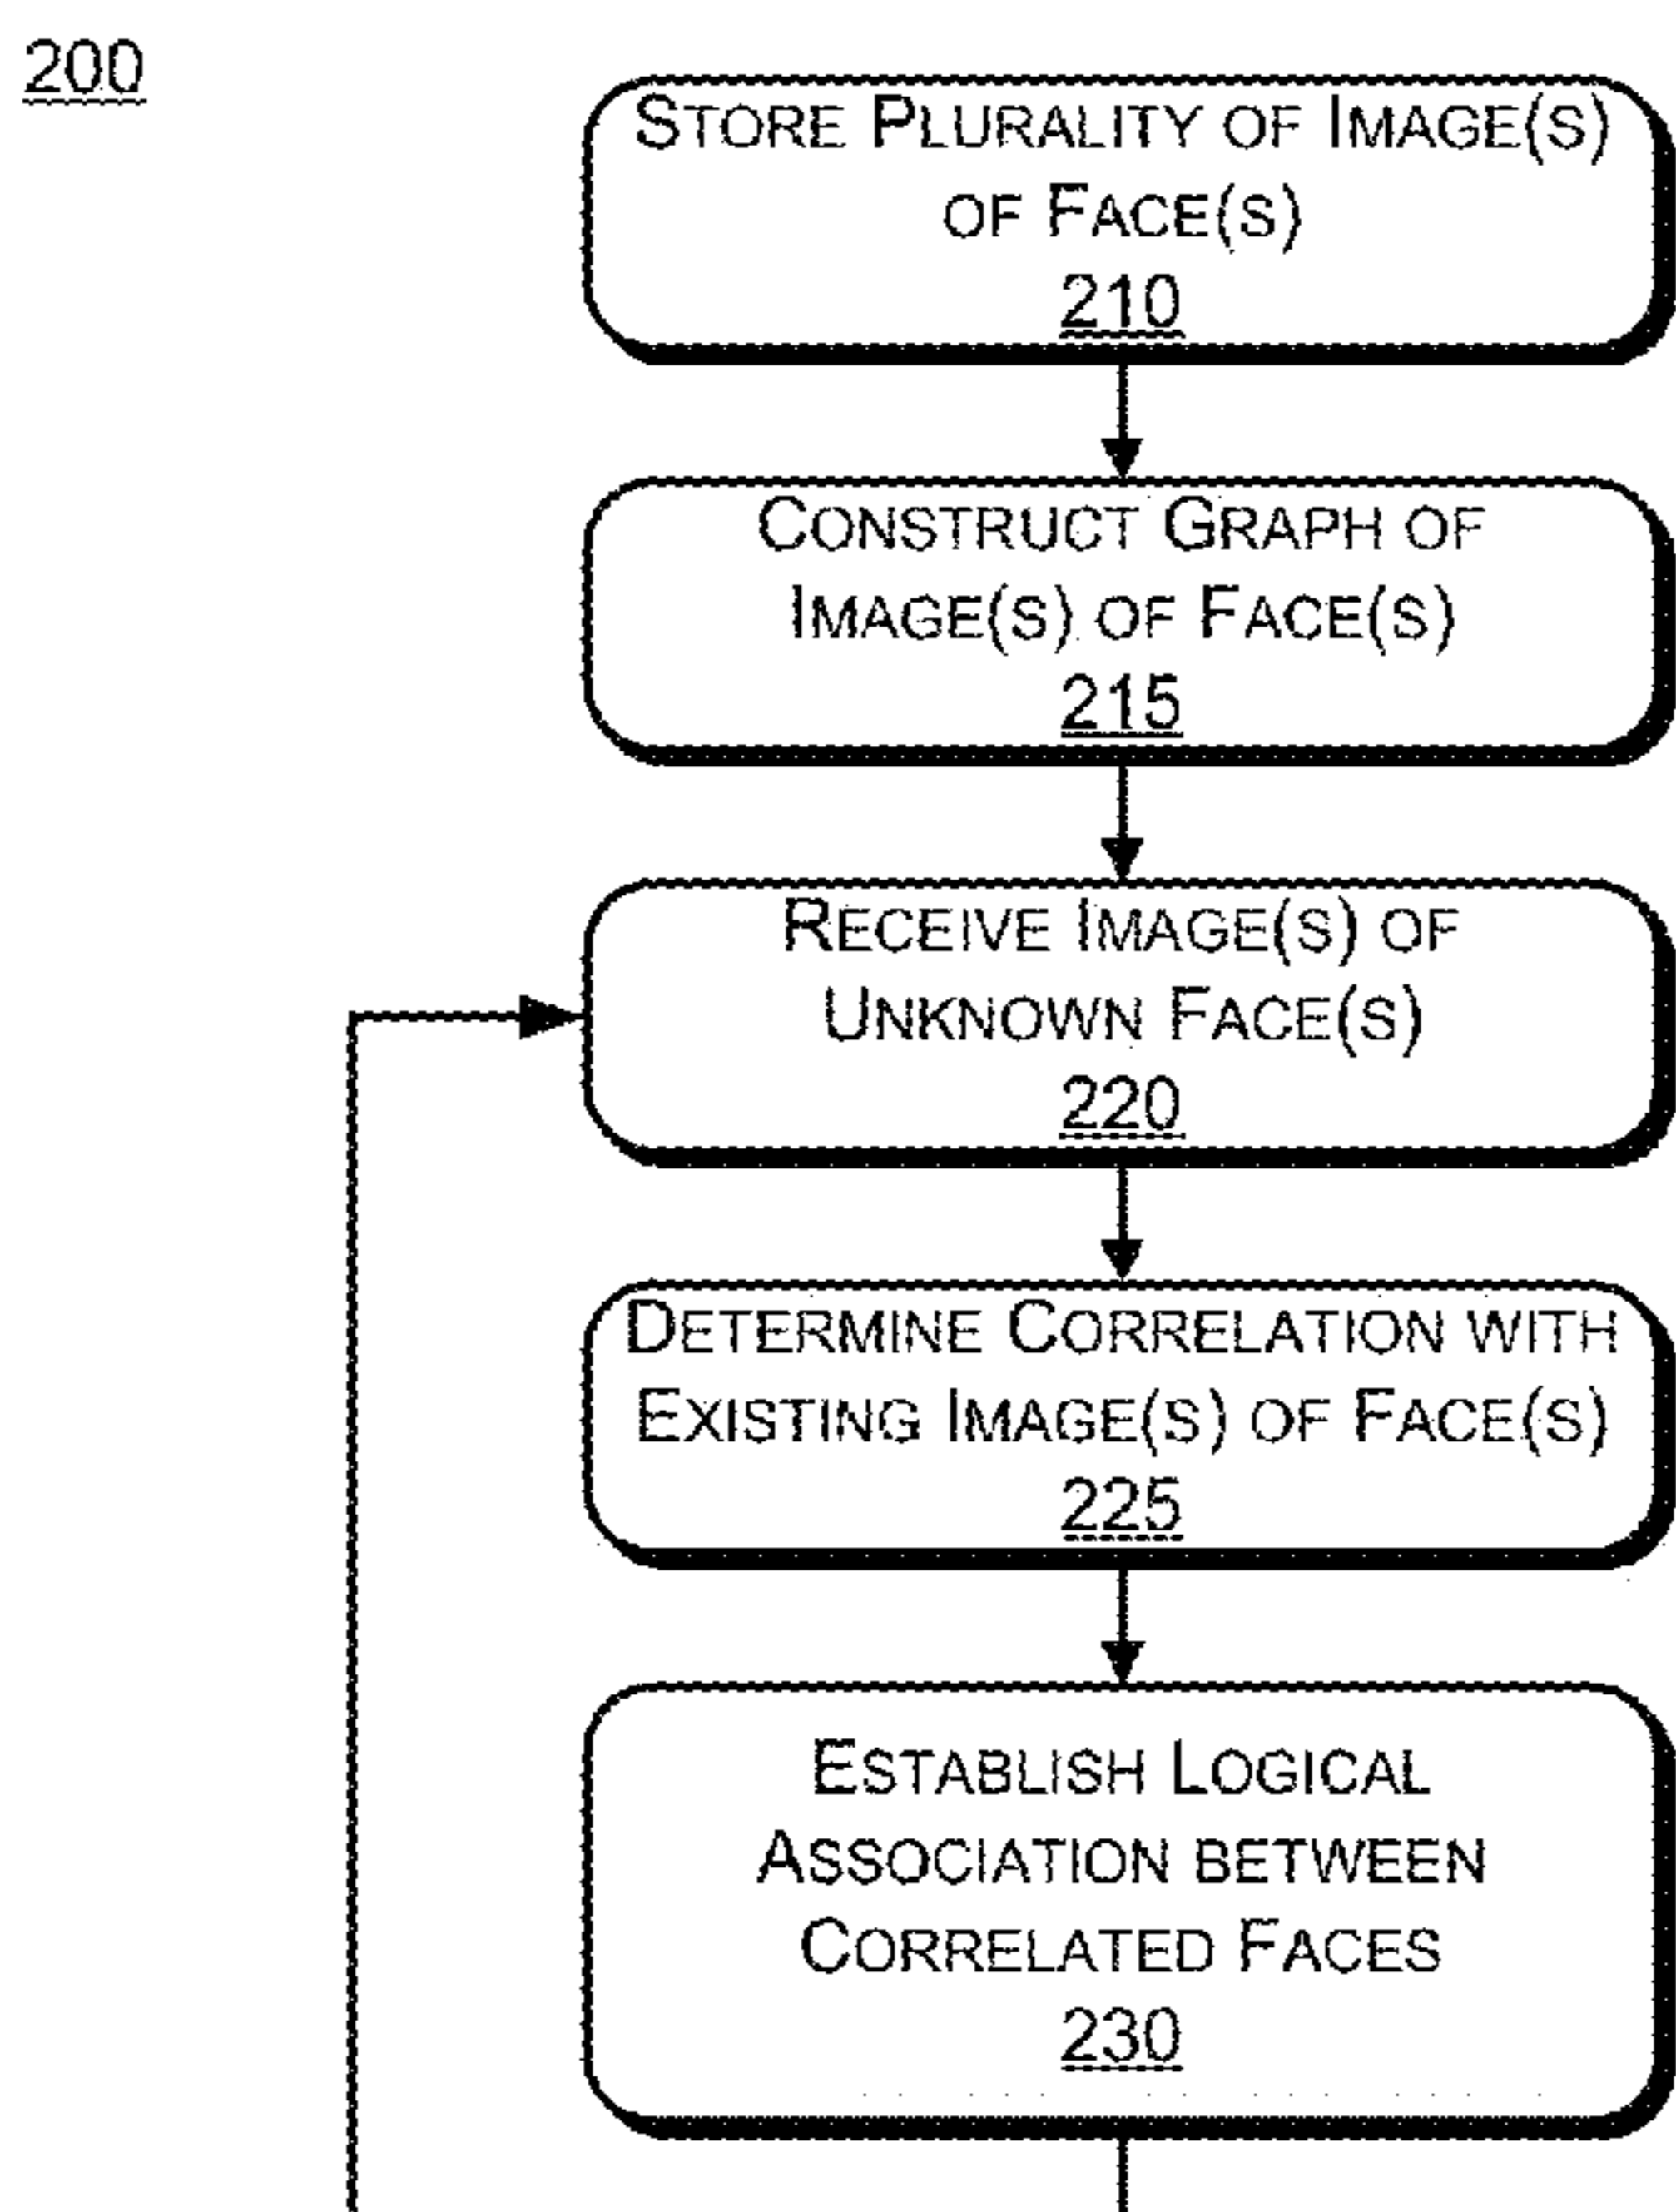 200
STORE PLURALITY OF IMAGE(S)
OF FACE(S)
210
CONSTRUCT GRAPH OF
IMAGE(S) OF FACE(S)
215
RECEIVE IMAGE(S) OF
UNKNOWN FACE(S)
220
DETERMINE CORRELATION WITH
EXISTING IMAGE(S) OF FACE(S)
225
ESTABLISH LOGICAL
ASSOCIATION BETWEEN
CORRELATED FACES
230